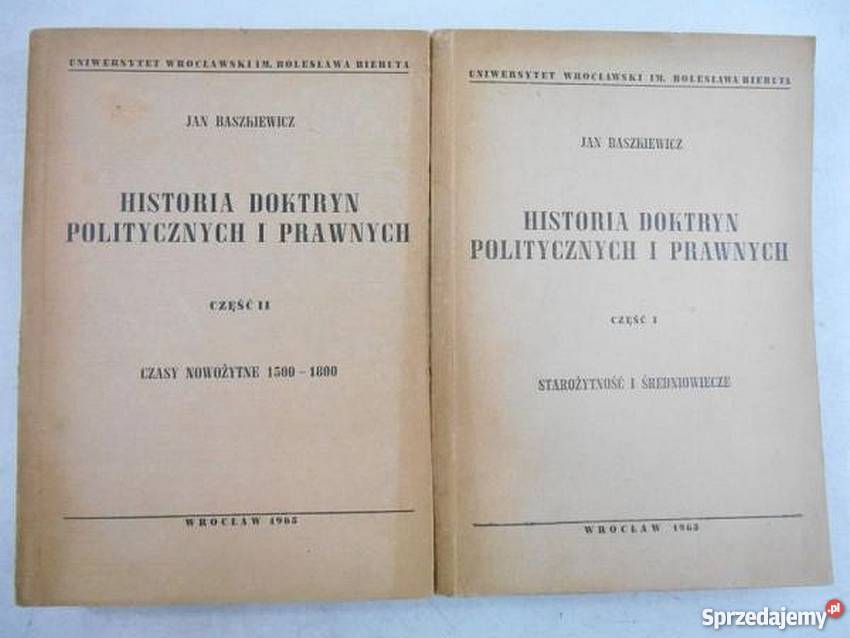 UNIWERSYTET WROCŁAWSKI IM. BOLESŁAWA BIERUTA
JAN BASZKIEWICZ
HISTORIA DOKTRYN
POLITYCZNYCH I PRAWNYCH
CZĘŚĆ II
CZASY NOWOŻYTNE 1500 - 1800
WROCŁAW 1963
UNIWERSYTET WROCŁAWSKI IM. BOLESŁAWA BIERUTA
JAN BASZKIEWICZ
HISTORIA DOKTRYN
POLITYCZNYCH I PRAWNYCH
CZĘŚĆ I
STAROŻYTNOŚĆ I ŚREDNIOWIECZE
WROCŁAW 1963
Sprzedajemy.pl